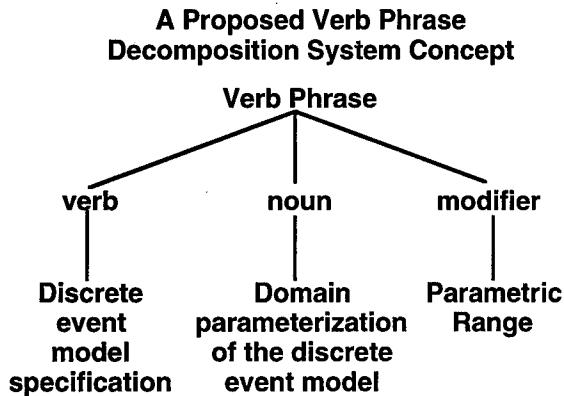 A Proposed Verb Phrase
Decomposition System Concept
Verb Phrase
verb
noun
modifier
Discrete
event
model
specification
Domain
parameterization
of the discrete
event model
Parametric
Range